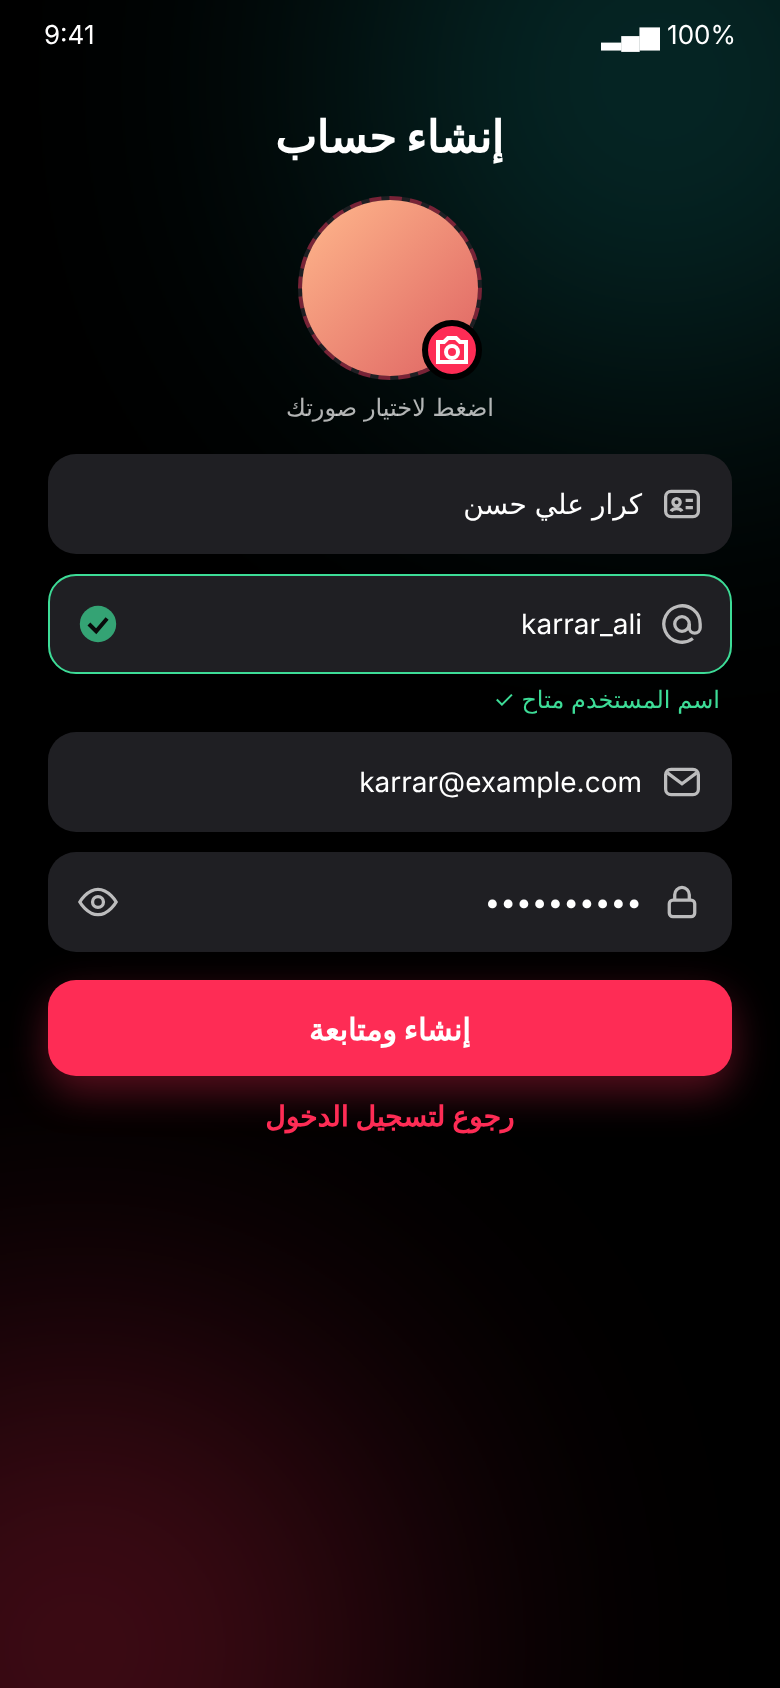 9:41
100%
إنشاء حساب
اضغط لاختيار صورتك
كرار علي حسن
karrar_ali
اسم المستخدم متاح ✓
karrar@example.com
••••••••••
إنشاء ومتابعة
رجوع لتسجيل الدخول